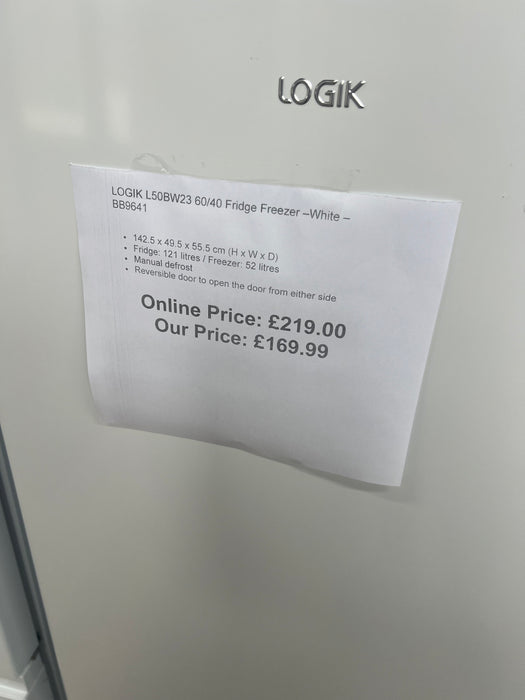 LOGIK
LOGIK L50BW23 60/40 Fridge Freezer –White –
BB9641
• 142.5 x 49.5 x 55.5 cm (H x W x D)
• Fridge: 121 litres / Freezer: 52 litres
• Manual defrost
• Reversible door to open the door from either side
Online Price: £219.00
Our Price: £169.99